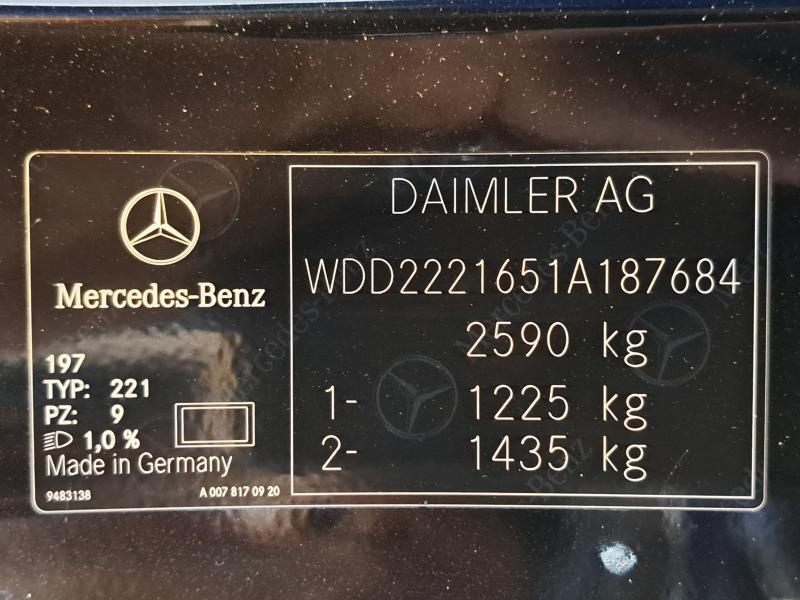 Mercedes-Benz
197
TYP: 221
PZ: 9
1,0 %
Made in Germany
9483138
A 007 817 09 20
DAIMLER AG
WDD2221651A187684
2590 kg
1- 1225 kg
2- 1435 kg